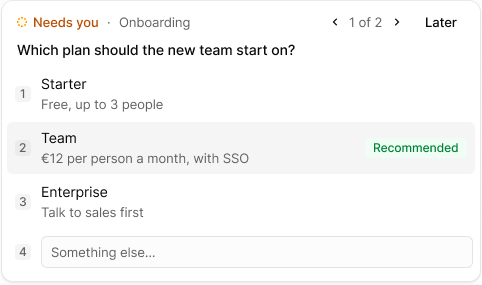 Needs you · Onboarding
1 of 2
Later
Which plan should the new team start on?
1
Starter
Free, up to 3 people
2
Team
€12 per person a month, with SSO
Recommended
3
Enterprise
Talk to sales first
4
Something else...